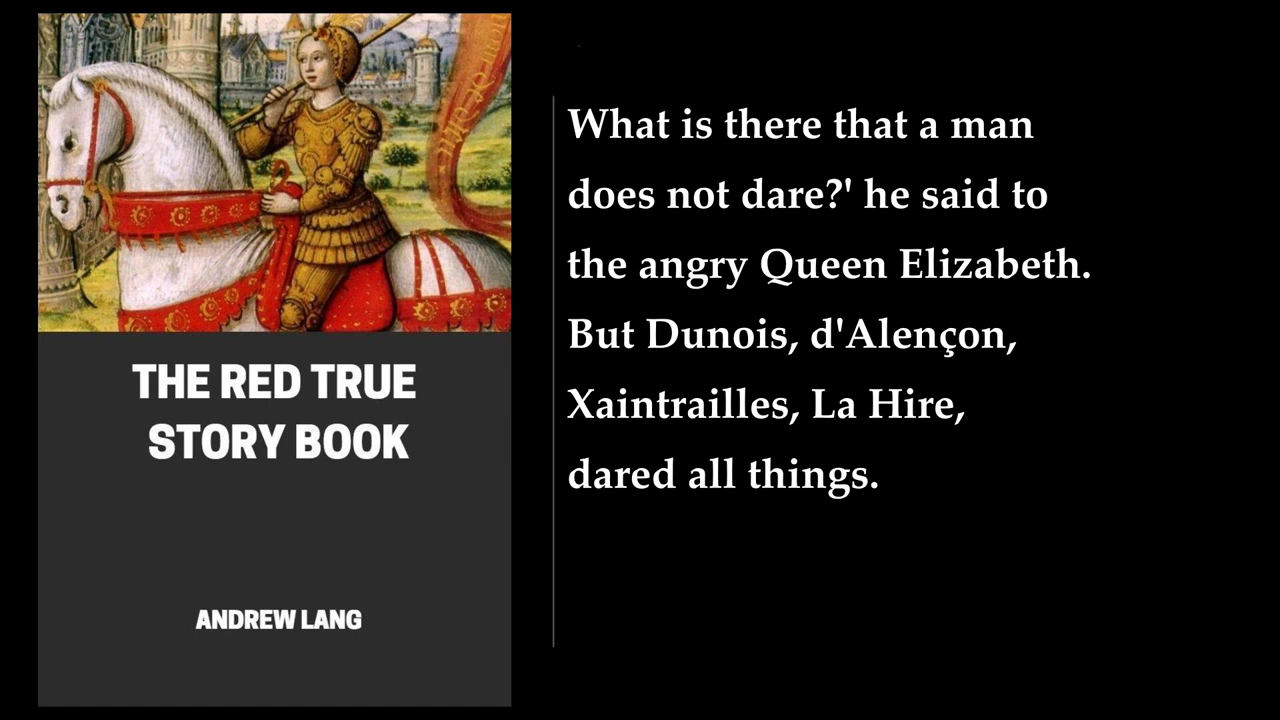 THE RED TRUE
STORY BOOK
ANDREW LANG
What is there that a man
does not dare?' he said to
the angry Queen Elizabeth.
But Dunois, d'Alençon,
Xaintrailles, La Hire,
dared all things.